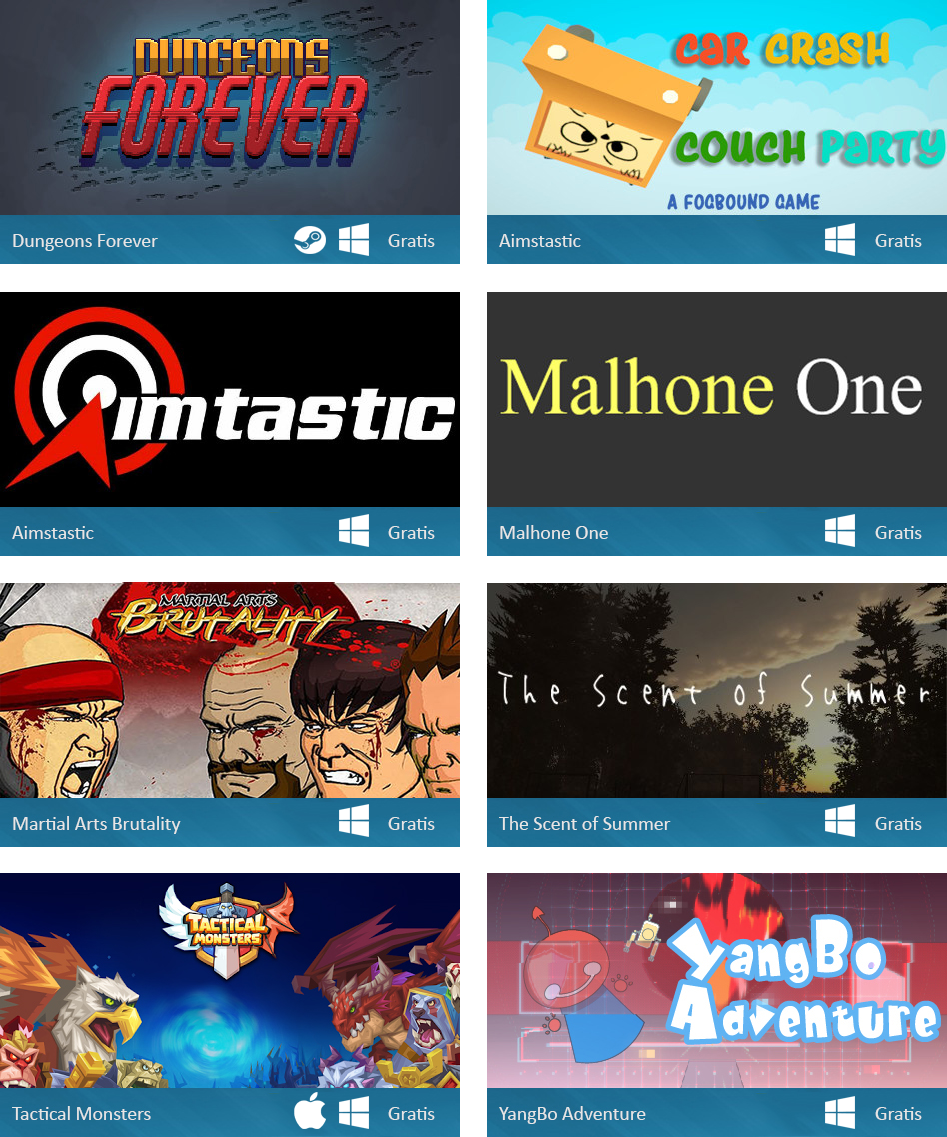 DUNGEONS
FOREVER
Dungeons Forever Gratis
CAR CRASH
COUCH PARTY
A FOGBOUND GAME
Aimstastic Gratis
aimtastic
Aimstastic Gratis
Malhone One
Malhone One Gratis
MARTIAL ARTS
BRUTALITY
®
Martial Arts Brutality Gratis
The Scent of Summer
The Scent of Summer Gratis
TACTICAL
MONSTERS
Tactical Monsters Gratis
YangBo
Adventure
YangBo Adventure Gratis